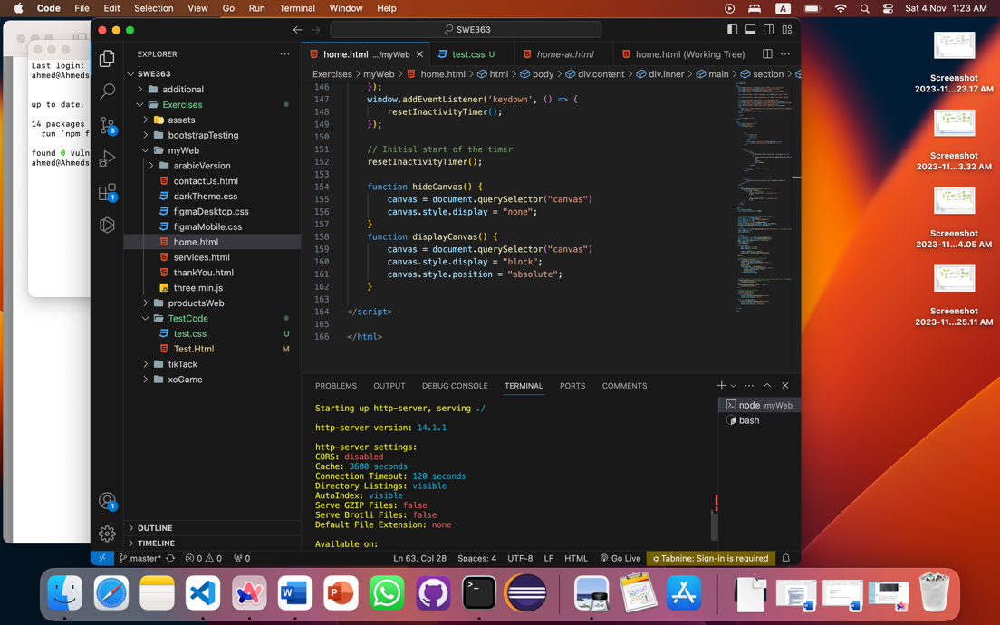 Code File Edit Selection View Go Run Terminal Window Help
A Sat 4 Nov 1:23 AM
Last login:
ahmed@Ahmeds
up to date,
14 packages
run `npm f
found 0 vuln
ahmed@Ahmeds
SWE363
EXPLORER
SWE363
additional
Exercises
assets
bootstrapTesting
myWeb
arabicVersion
contactUs.html
darkTheme.css
figmaDesktop.css
figmaMobile.css
home.html
services.html
thankYou.html
three.min.js
productsWeb
TestCode
test.css U
Test.Html M
tikTack
xoGame
OUTLINE
TIMELINE
3
1
1
home.html .../myWeb
test.css U
home-ar.html
home.html (Working Tree)
Exercises > myWeb > home.html > html > body > div.content > div.inner > main > section
146 });
147 window.addEventListener('keydown', () => {
148 resetInactivityTimer();
149 });
150
151 // Initial start of the timer
152 resetInactivityTimer();
153
154 function hideCanvas() {
155 canvas = document.querySelector("canvas")
156 canvas.style.display = "none";
157 }
158 function displayCanvas() {
159 canvas = document.querySelector("canvas")
160 canvas.style.display = "block";
161 canvas.style.position = "absolute";
162 }
163
164 </script>
165
166 </html>
PROBLEMS OUTPUT DEBUG CONSOLE TERMINAL PORTS COMMENTS
Starting up http-server, serving ./
http-server version: 14.1.1
http-server settings:
CORS: disabled
Cache: 3600 seconds
Connection Timeout: 120 seconds
Directory Listings: visible
AutoIndex: visible
Serve GZIP Files: false
Serve Brotli Files: false
Default File Extension: none
Available on:
node myWeb
bash
master* 0 0 0 Ln 63, Col 28 Spaces: 4 UTF-8 LF HTML Go Live Tabnine: Sign-in is required
Screenshot
2023-11...23.17 AM
Screenshot
2023-11...3.32 AM
Screenshot
2023-11...4.05 AM
Screenshot
2023-11...25.11 AM